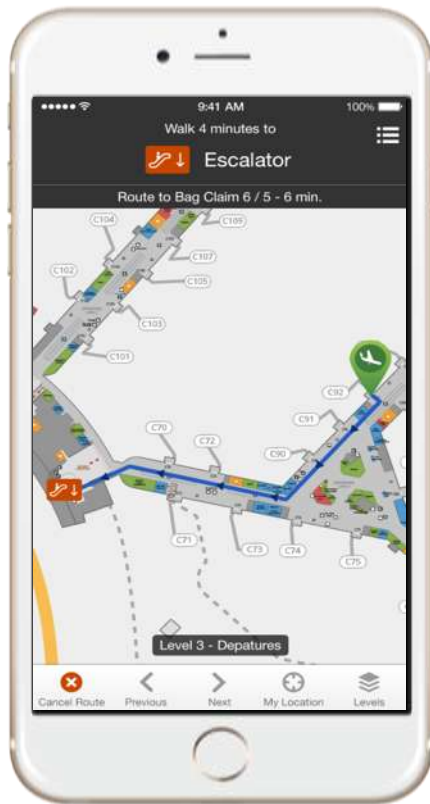 9:41 AM
100%
Walk 4 minutes to
Escalator
Route to Bag Claim 6 / 5 - 6 min.
C104
C109
C107
C102
C105
C103
C101
C92
C91
C70
C72
C90
C71
C73
C74
C75
Level 3 - Depatures
Cancel Route
Previous
Next
My Location
Levels